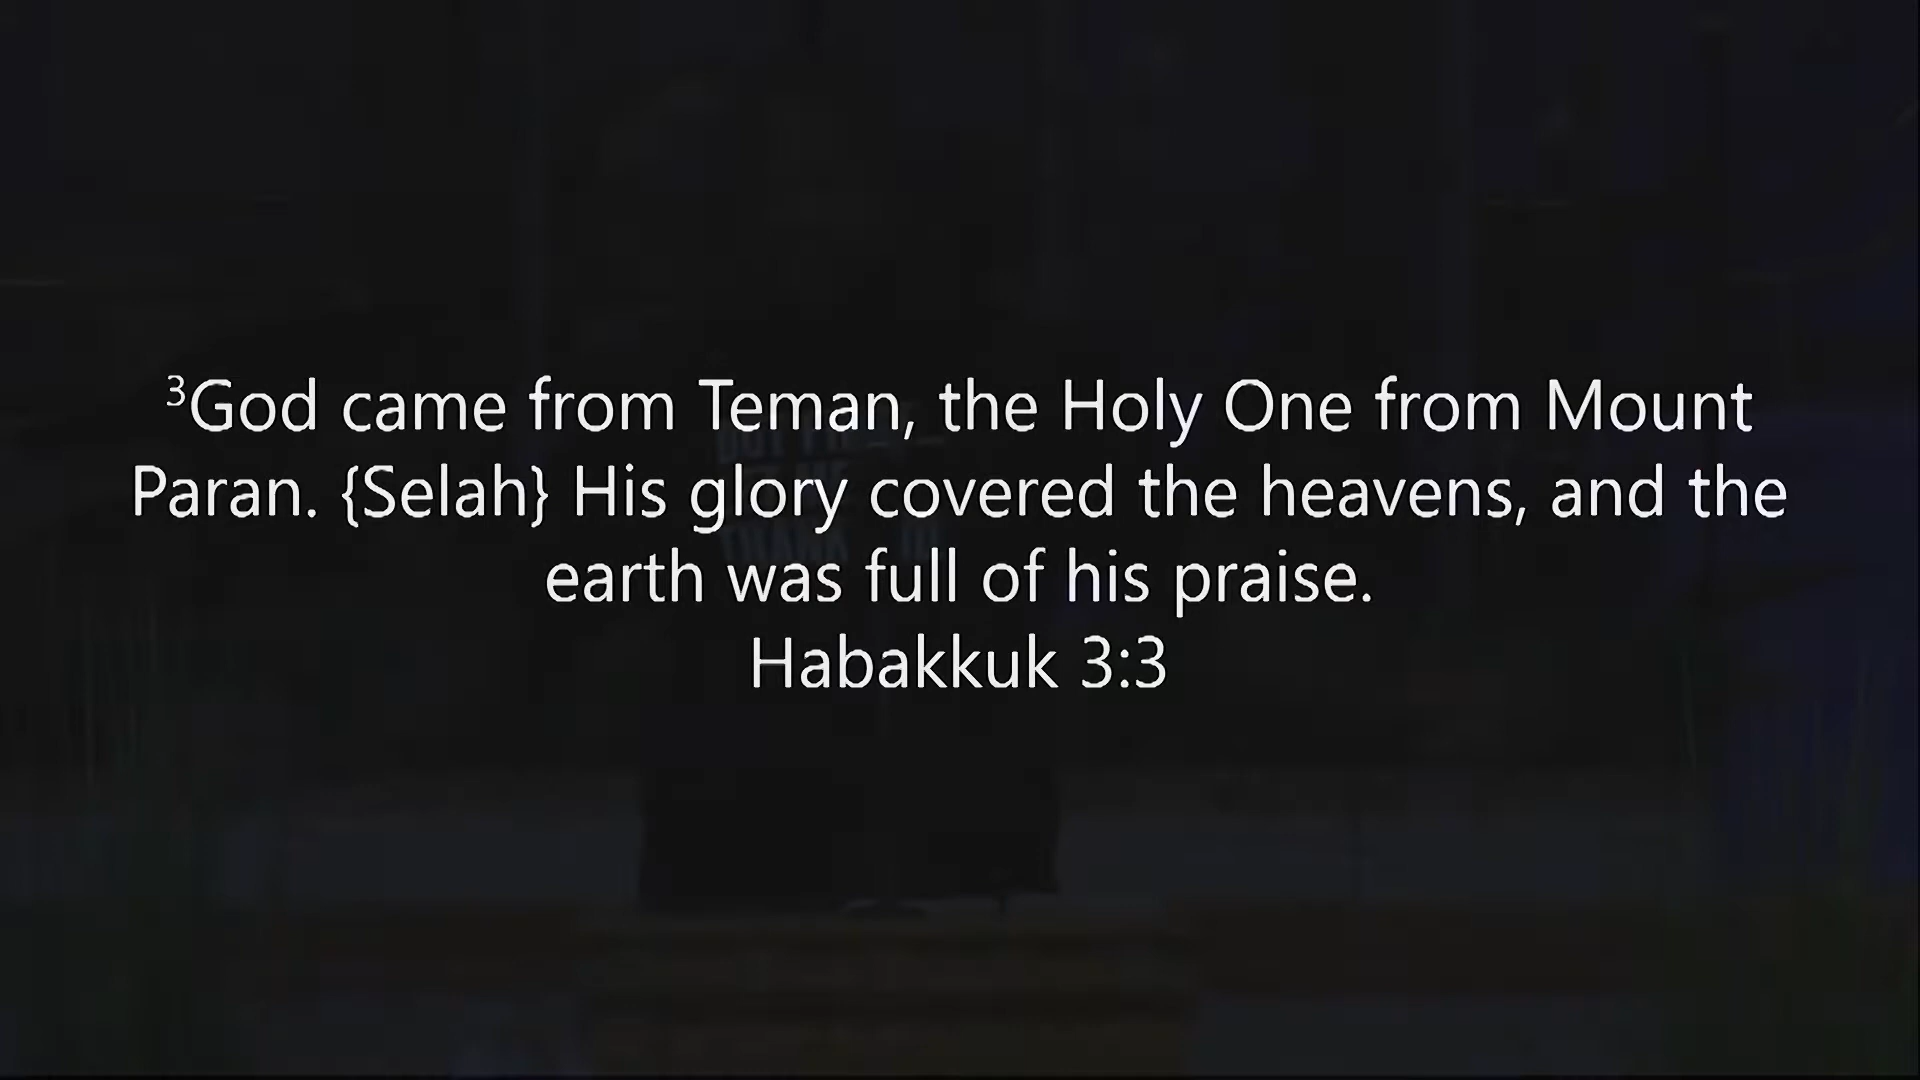 ³God came from Teman, the Holy One from Mount
Paran. {Selah} His glory covered the heavens, and the
earth was full of his praise.
Habakkuk 3:3